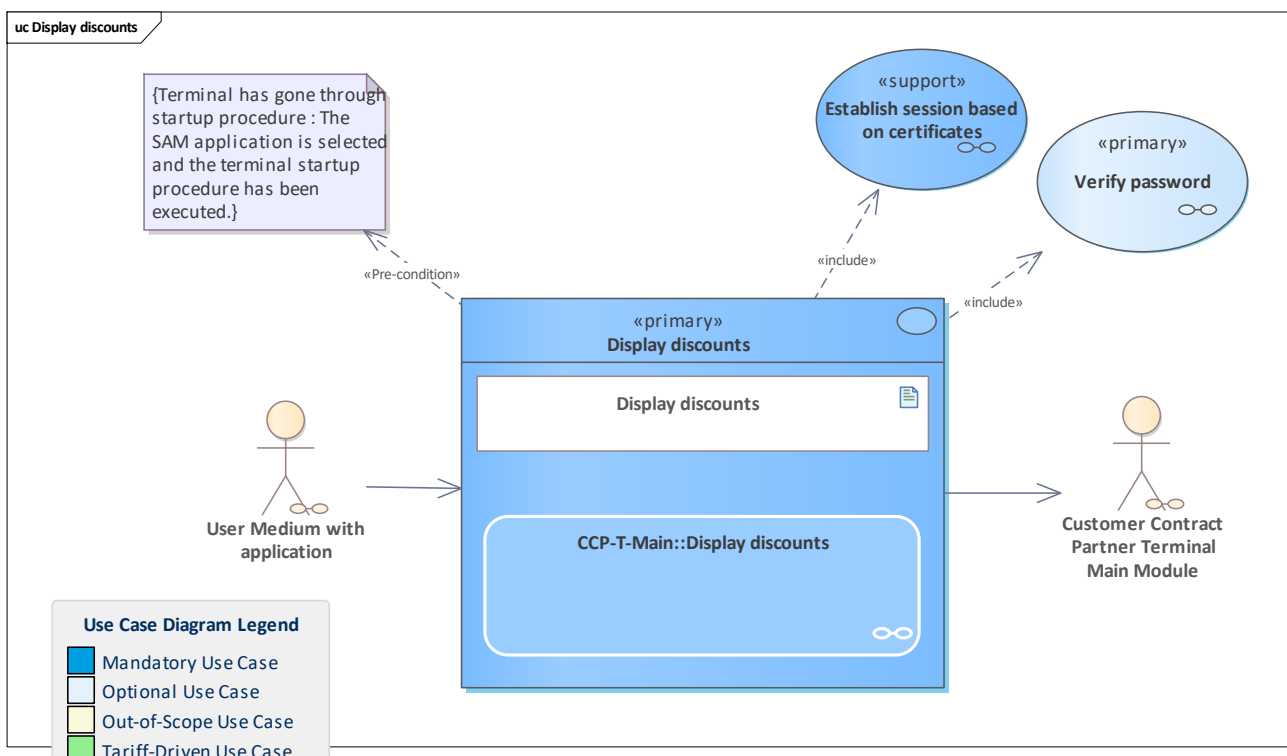 uc Display discounts
{Terminal has gone through
startup procedure : The
SAM application is selected
and the terminal startup
procedure has been
executed.}
«support»
Establish session based
on certificates
«primary»
Verify password
«Pre-condition»
«include»
«include»
«primary»
Display discounts
Display discounts
CCP-T-Main::Display discounts
User Medium with
application
Customer Contract
Partner Terminal
Main Module
Use Case Diagram Legend
Mandatory Use Case
Optional Use Case
Out-of-Scope Use Case
Tariff-Driven Use Case